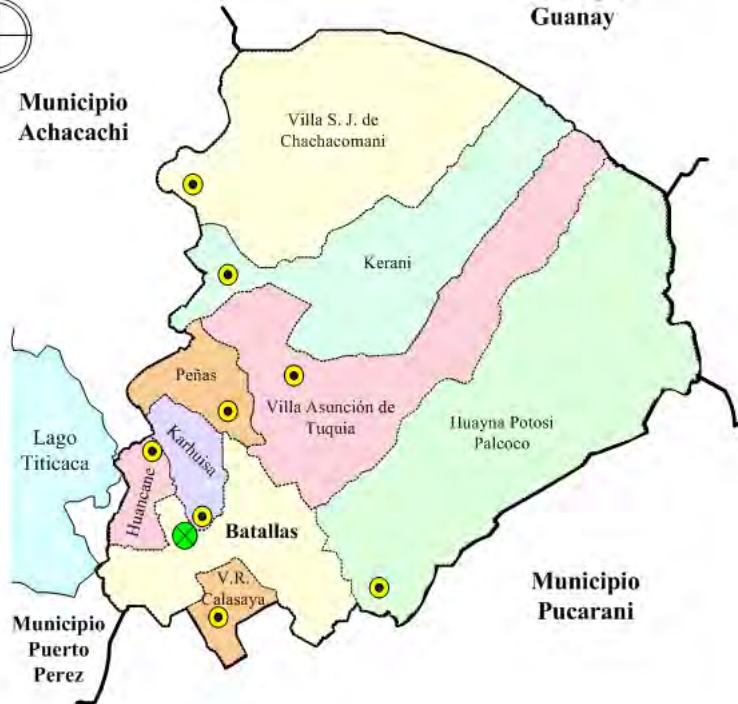 Guanay
Municipio
Achacachi
Villa S. J. de
Chachacomani
Kerani
Peñas
Villa Asunción de
Tuquia
Huayna Potosi
Palcoco
Lago
Titicaca
Karhuisa
Huancane
Batallas
V.R.
Calasaya
Municipio
Pucarani
Municipio
Puerto
Perez